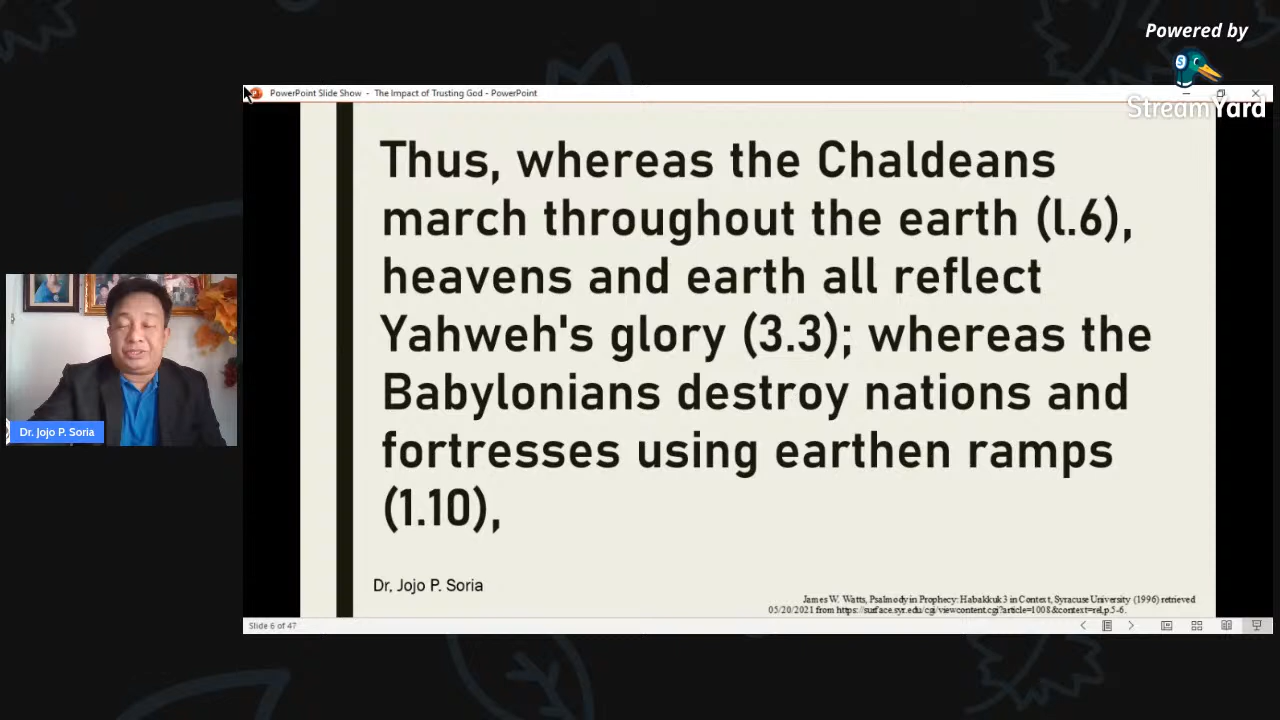 Powered by
StreamYard
PowerPoint Slide Show - The Impact of Trusting God - PowerPoint
Thus, whereas the Chaldeans
march throughout the earth (l.6),
heavens and earth all reflect
Yahweh's glory (3.3); whereas the
Babylonians destroy nations and
fortresses using earthen ramps
(1.10),
Dr. Jojo P. Soria
Dr, Jojo P. Soria
James W. Watts, Psalmody in Prophecy: Habakkuk 3 in Context, Syracuse University (1996) retrieved
05/20/2021 from https://surface.syr.edu/cgi/viewcontent.cgi?article=1008&context=rel,p.5-6.
Slide 6 of 47